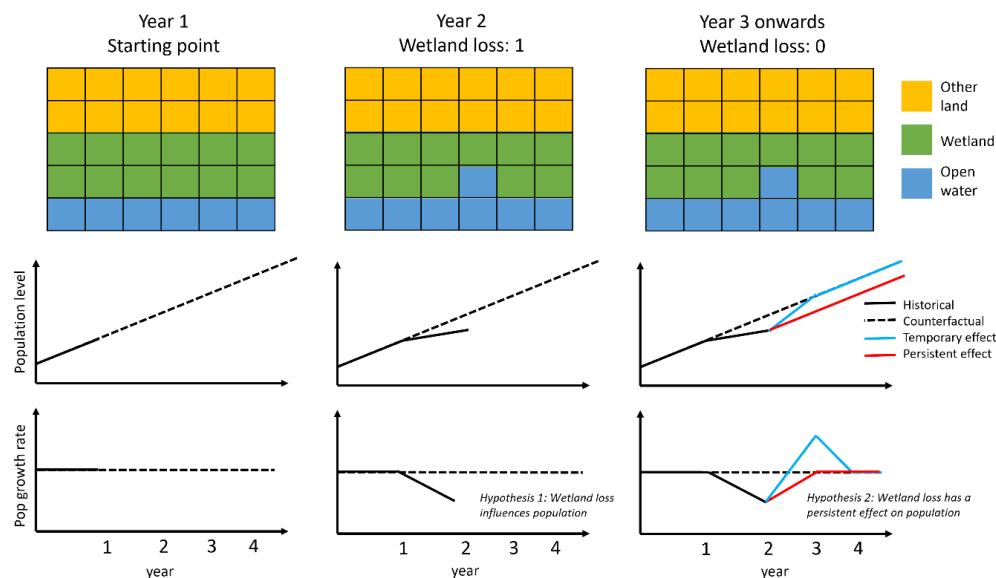 Year 1
Starting point
Year 2
Wetland loss: 1
Year 3 onwards
Wetland loss: 0
Other
land
Wetland
Open
water
Population level
Historical
Counterfactual
Temporary effect
Persistent effect
Pop growth rate
Hypothesis 1: Wetland loss
influences population
Hypothesis 2: Wetland loss has a
persistent effect on population
1 2 3 4
year
1 2 3 4
year
1 2 3 4
year